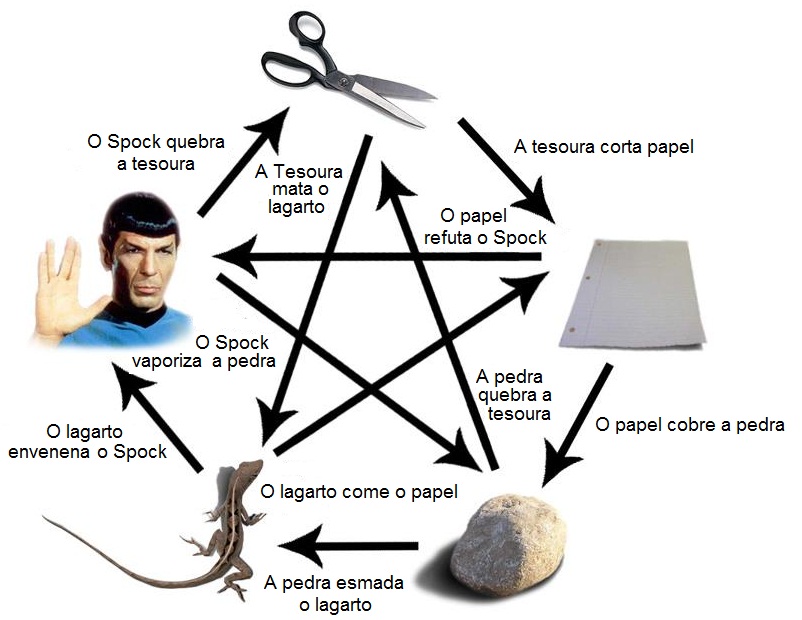 O Spock quebra
a tesoura
A Tesoura
mata o
lagarto
A tesoura corta papel
O papel
refuta o Spock
O Spock
vaporiza a pedra
A pedra
quebra a
tesoura
O papel cobre a pedra
O lagarto
envenena o Spock
O lagarto come o papel
A pedra esmada
o lagarto